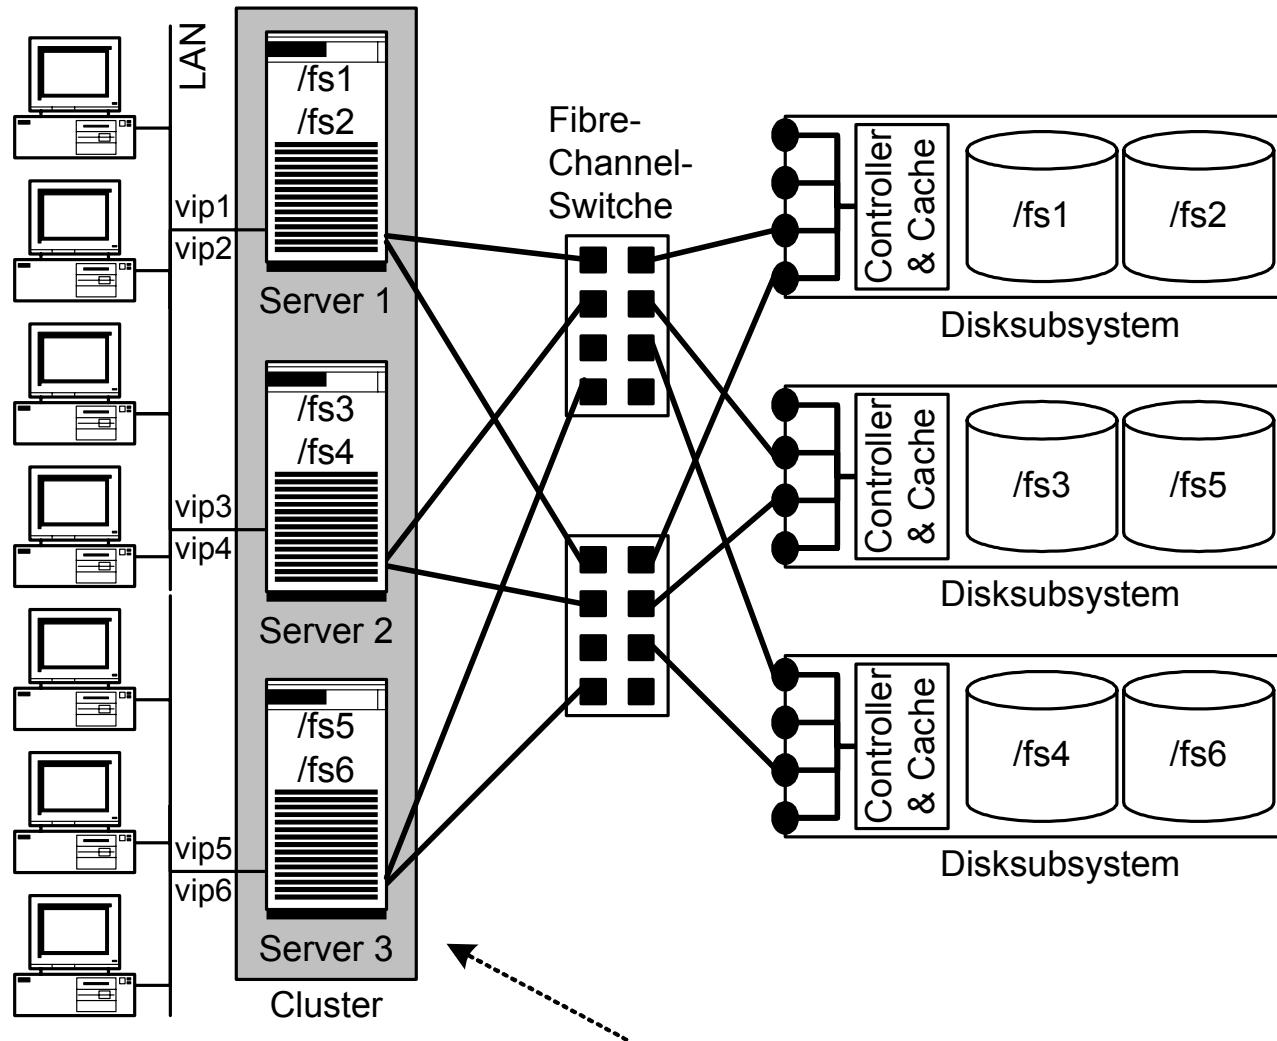 LAN
/fs1
/fs2
vip1
vip2
Server 1
/fs3
/fs4
vip3
vip4
Server 2
/fs5
/fs6
vip5
vip6
Server 3
Cluster
Fibre-
Channel-
Switche
Controller
& Cache
/fs1
/fs2
Disksubsystem
Controller
& Cache
/fs3
/fs5
Disksubsystem
Controller
& Cache
/fs4
/fs6
Disksubsystem